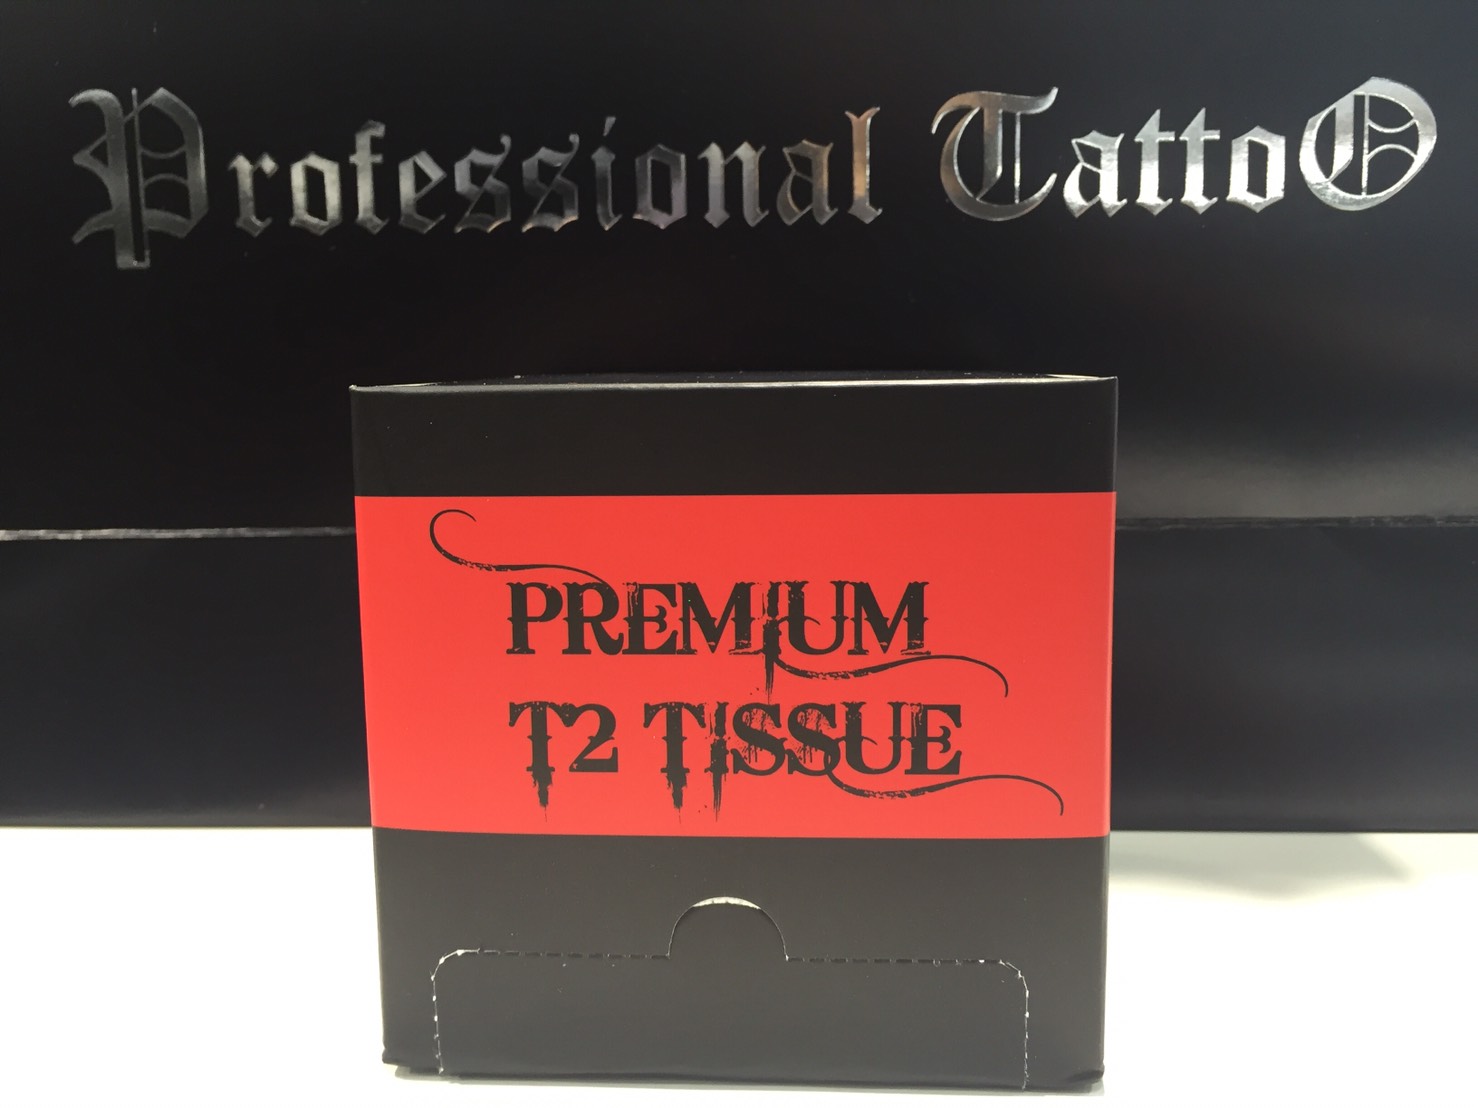 Professional TattoO
PREMIUM
T2 TISSUE